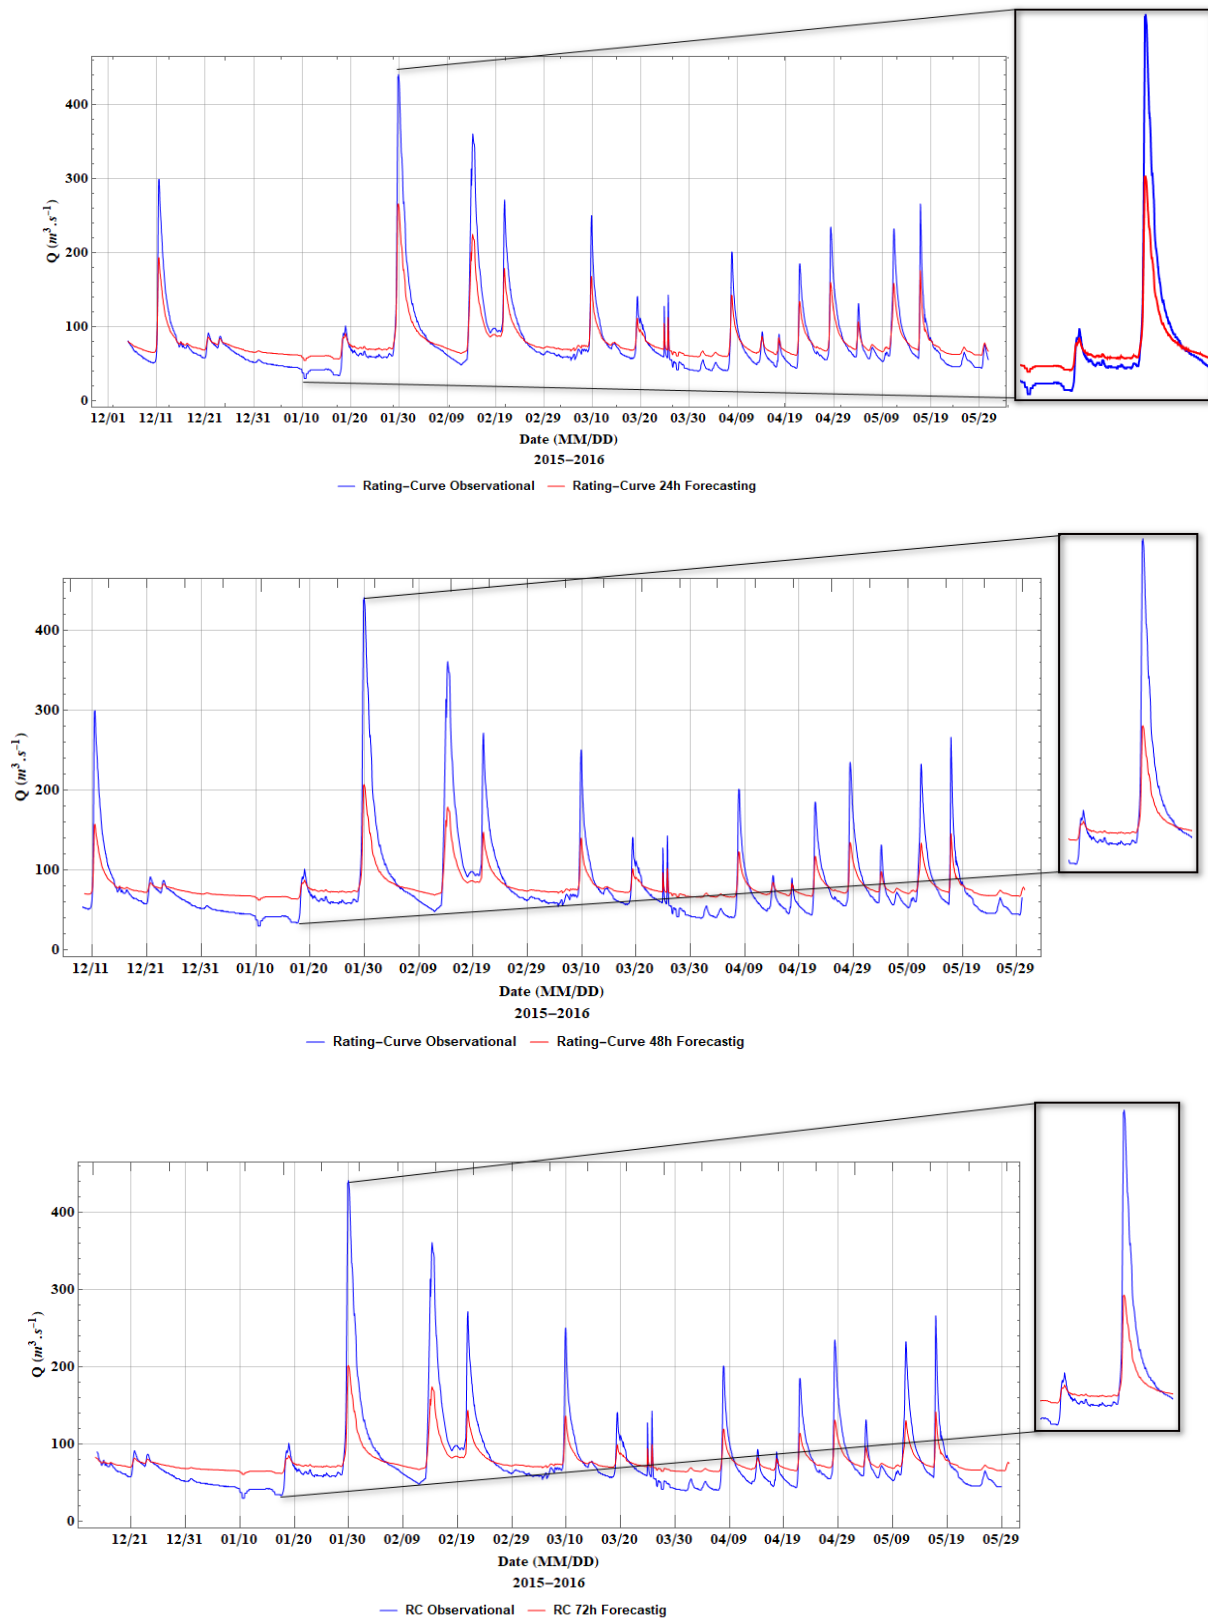 400
300
200
100
0
Q (m³.s⁻¹)
12/01 12/11 12/21 12/31 01/10 01/20 01/30 02/09 02/19 02/29 03/10 03/20 03/30 04/09 04/19 04/29 05/09 05/19 05/29
Date (MM/DD)
2015–2016
Rating–Curve Observational Rating–Curve 24h Forecasting
400
300
200
100
0
Q (m³.s⁻¹)
12/11 12/21 12/31 01/10 01/20 01/30 02/09 02/19 02/29 03/10 03/20 03/30 04/09 04/19 04/29 05/09 05/19 05/29
Date (MM/DD)
2015–2016
Rating–Curve Observational Rating–Curve 48h Forecastig
400
300
200
100
0
Q (m³.s⁻¹)
12/21 12/31 01/10 01/20 01/30 02/09 02/19 02/29 03/10 03/20 03/30 04/09 04/19 04/29 05/09 05/19 05/29
Date (MM/DD)
2015–2016
RC Observational RC 72h Forecastig